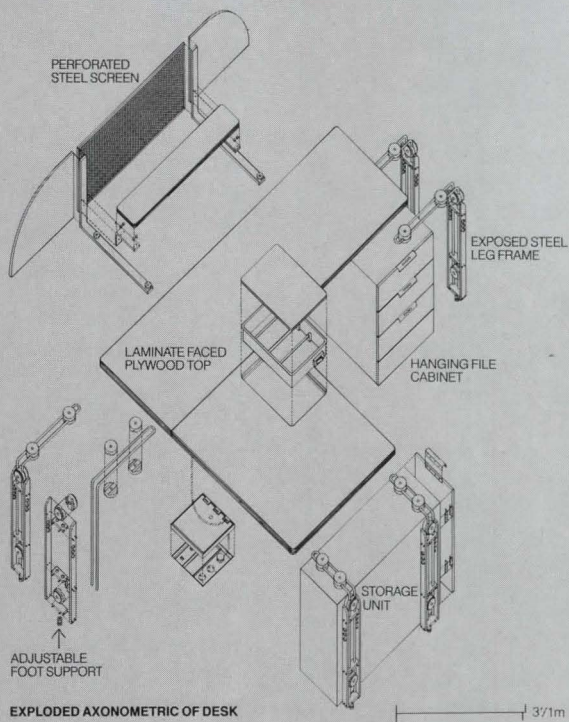 PERFORATED
STEEL SCREEN
EXPOSED STEEL
LEG FRAME
LAMINATE FACED
PLYWOOD TOP
HANGING FILE
CABINET
STORAGE
UNIT
ADJUSTABLE
FOOT SUPPORT
EXPLODED AXONOMETRIC OF DESK
3'/1m